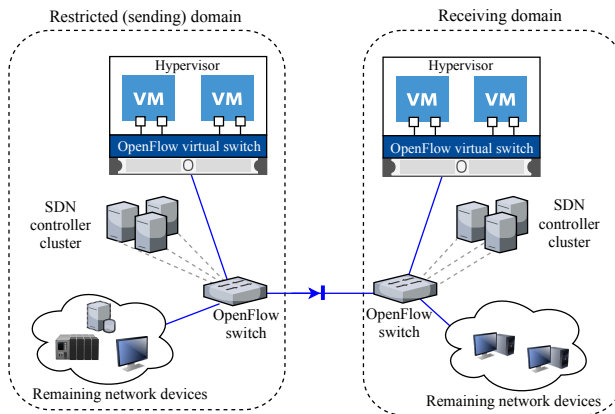 Restricted (sending) domain
Receiving domain
Hypervisor
VM
VM
OpenFlow virtual switch
Hypervisor
VM
VM
OpenFlow virtual switch
SDN
controller
cluster
SDN
controller
cluster
OpenFlow
switch
OpenFlow
switch
Remaining network devices
Remaining network devices